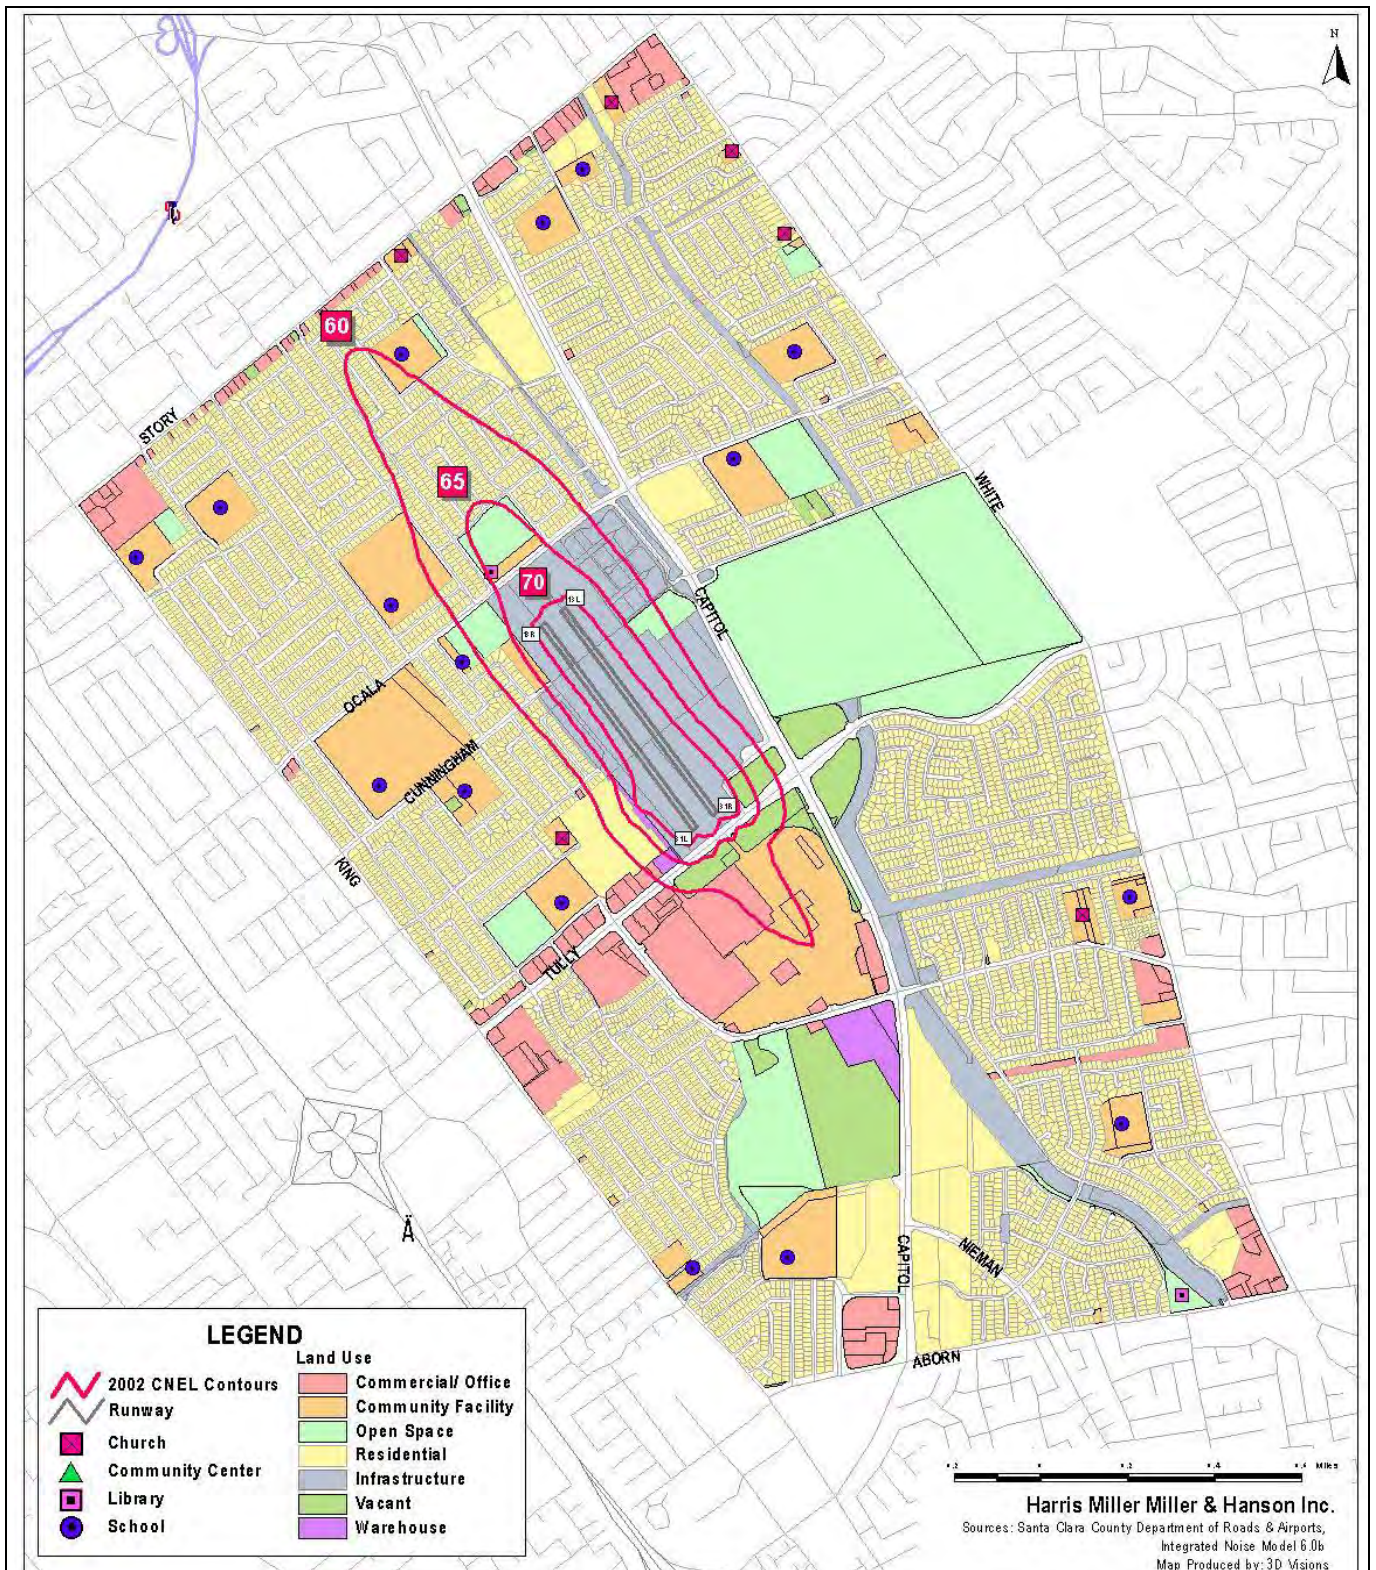 N
60
STORY
65
WHITE
70
CAPITOL
OCALA
CUNNINGHAM
KING
TULLY
31R
31L
Ä
CAPITOL
NIEMAN
ABORN
LEGEND
Land Use
2002 CNEL Contours
Runway
Church
Community Center
Library
School
Commercial/ Office
Community Facility
Open Space
Residential
Infrastructure
Vacant
Warehouse
Miles
Harris Miller Miller & Hanson Inc.
Sources: Santa Clara County Department of Roads & Airports,
Integrated Noise Model 6.0b
Map Produced by: 3D Visions